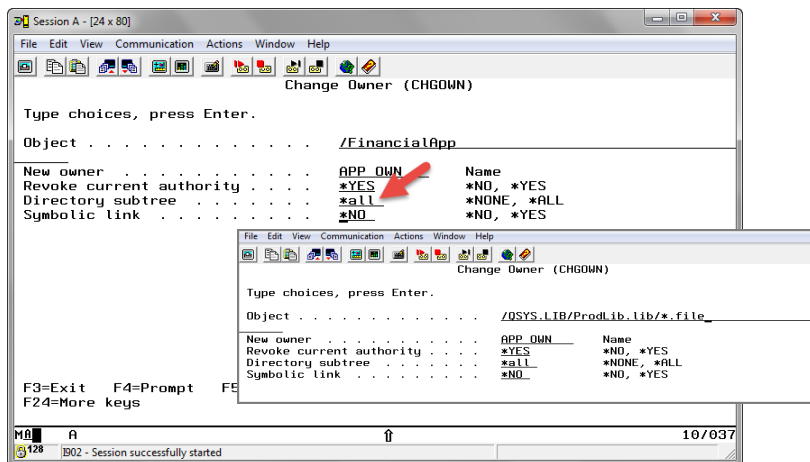 Session A - [24 x 80]
File Edit View Communication Actions Window Help
Change Owner (CHGOWN)
Type choices, press Enter.
Object . . . . . . . . . . . . . /FinancialApp
New owner . . . . . . . . . . . APP_OWN Name
Revoke current authority . . . . *YES *NO, *YES
Directory subtree . . . . . . . *all *NONE, *ALL
Symbolic link . . . . . . . . . *NO *NO, *YES
File Edit View Communication Actions Window Help
Change Owner (CHGOWN)
Type choices, press Enter.
Object . . . . . . . . . . . . . /QSYS.LIB/ProdLib.lib/*.file
New owner . . . . . . . . . . . APP_OWN Name
Revoke current authority . . . . *YES *NO, *YES
Directory subtree . . . . . . . *all *NONE, *ALL
Symbolic link . . . . . . . . . *NO *NO, *YES
F3=Exit F4=Prompt F5
F24=More keys
MA A 10/037
128 I902 - Session successfully started